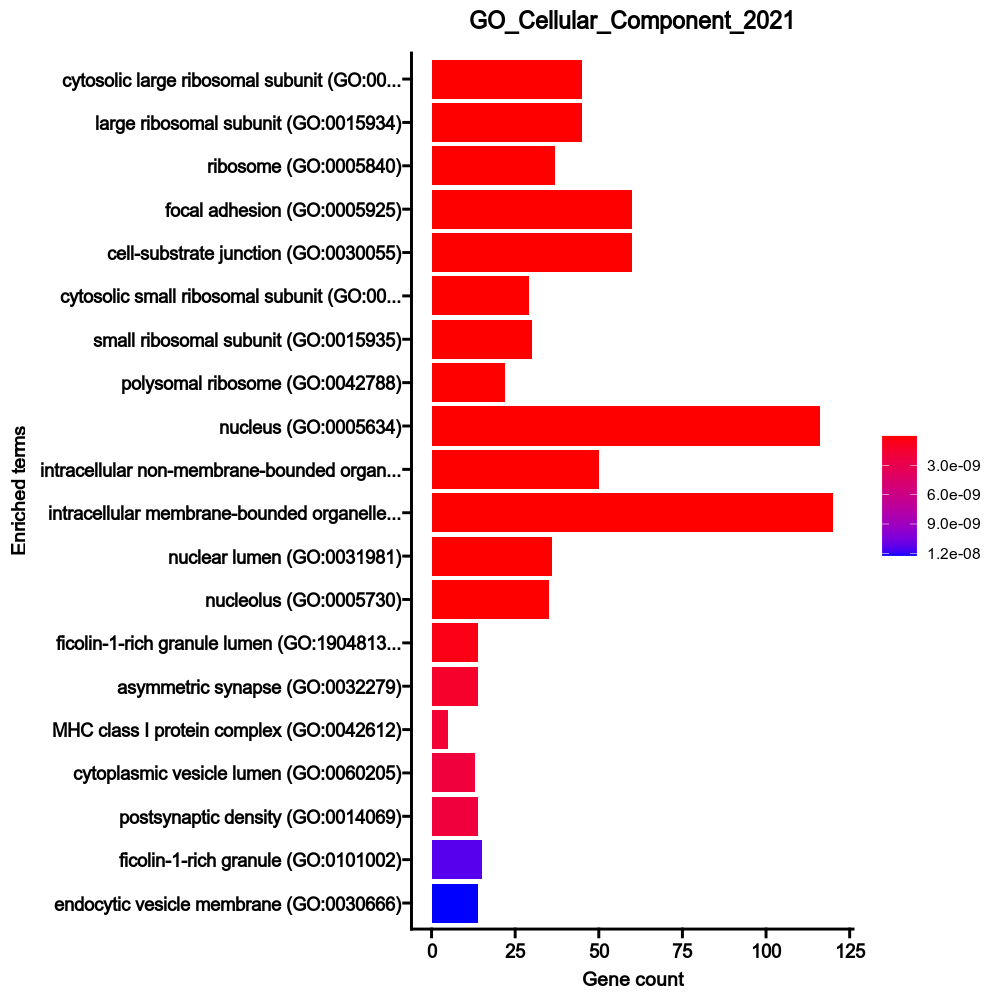 GO_Cellular_Component_2021
cytosolic large ribosomal subunit (GO:00...
large ribosomal subunit (GO:0015934)
ribosome (GO:0005840)
focal adhesion (GO:0005925)
cell-substrate junction (GO:0030055)
cytosolic small ribosomal subunit (GO:00...
small ribosomal subunit (GO:0015935)
polysomal ribosome (GO:0042788)
nucleus (GO:0005634)
intracellular non-membrane-bounded organ...
intracellular membrane-bounded organelle...
nuclear lumen (GO:0031981)
nucleolus (GO:0005730)
ficolin-1-rich granule lumen (GO:1904813...
asymmetric synapse (GO:0032279)
MHC class I protein complex (GO:0042612)
cytoplasmic vesicle lumen (GO:0060205)
postsynaptic density (GO:0014069)
ficolin-1-rich granule (GO:0101002)
endocytic vesicle membrane (GO:0030666)
Enriched terms
0 25 50 75 100 125
Gene count
3.0e-09
6.0e-09
9.0e-09
1.2e-08